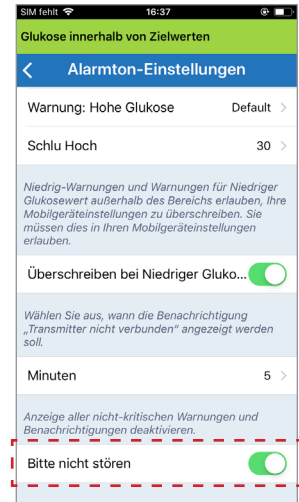 SIM fehlt 16:37
Glukose innerhalb von Zielwerten
Alarmton-Einstellungen
Warnung: Hohe Glukose Default
Schlu Hoch 30
Niedrig-Warnungen und Warnungen für Niedriger
Glukosewert außerhalb des Bereichs erlauben, Ihre
Mobilgeräteinstellungen zu überschreiben. Sie
müssen dies in Ihren Mobilgeräteinstellungen
erlauben.
Überschreiben bei Niedriger Gluko...
Wählen Sie aus, wann die Benachrichtigung
„Transmitter nicht verbunden“ angezeigt werden
soll.
Minuten 5
Anzeige aller nicht-kritischen Warnungen und
Benachrichtigungen deaktivieren.
Bitte nicht stören